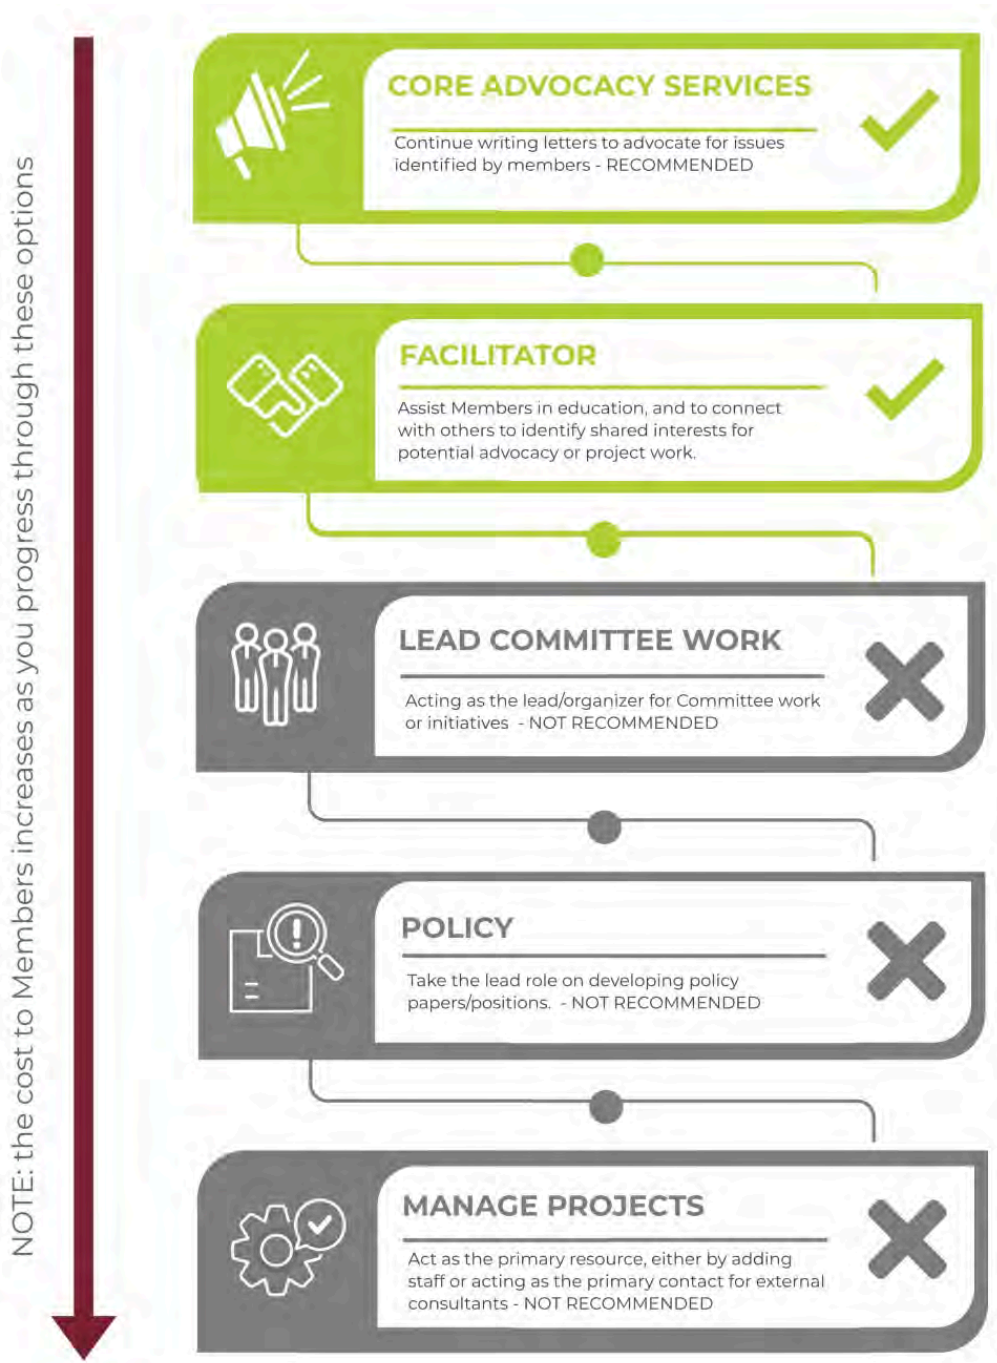 NOTE: the cost to Members increases as you progress through these options
CORE ADVOCACY SERVICES
Continue writing letters to advocate for issues
identified by members - RECOMMENDED
FACILITATOR
Assist Members in education, and to connect
with others to identify shared interests for
potential advocacy or project work.
LEAD COMMITTEE WORK
Acting as the lead/organizer for Committee work
or initiatives - NOT RECOMMENDED
POLICY
Take the lead role on developing policy
papers/positions. - NOT RECOMMENDED
MANAGE PROJECTS
Act as the primary resource, either by adding
staff or acting as the primary contact for external
consultants - NOT RECOMMENDED